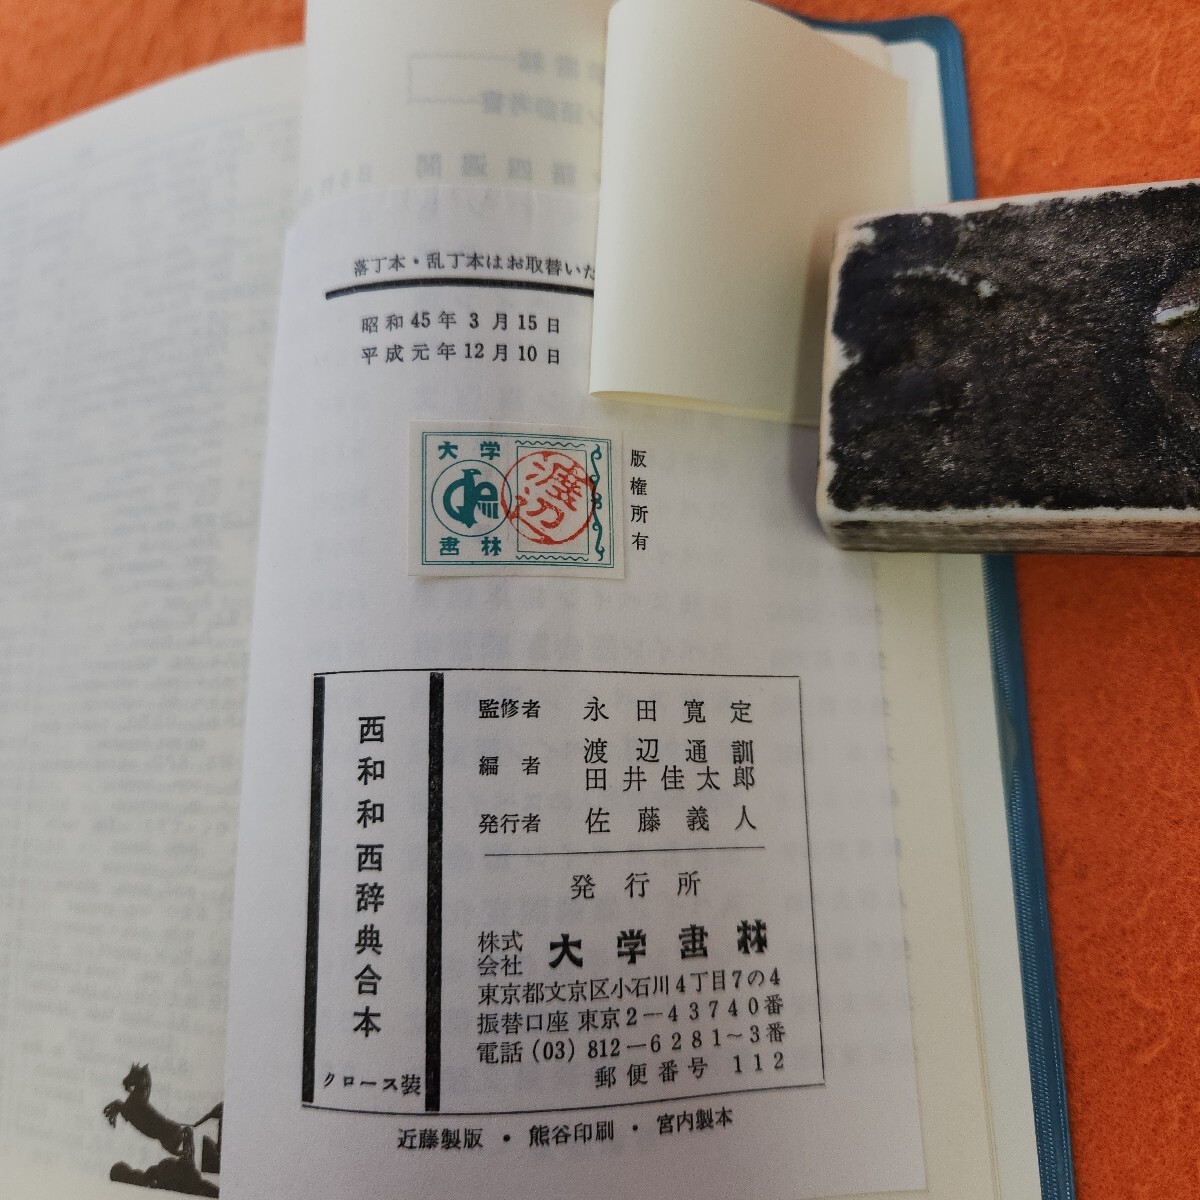 落丁本・乱丁本はお取替いた
昭和45年3月15日
平成元年12月10日
大学
書林
渡辺
版権所有
西和和西辞典合本
クロース装
監修者 永田寛定
編者 渡辺通訓
田井佳太郎
発行者 佐藤義人
発行所
株式会社 大学書林
東京都文京区小石川4丁目7の4
振替口座 東京2-43740番
電話(03)812-6281~3番
郵便番号 112
近藤製版・熊谷印刷・宮内製本